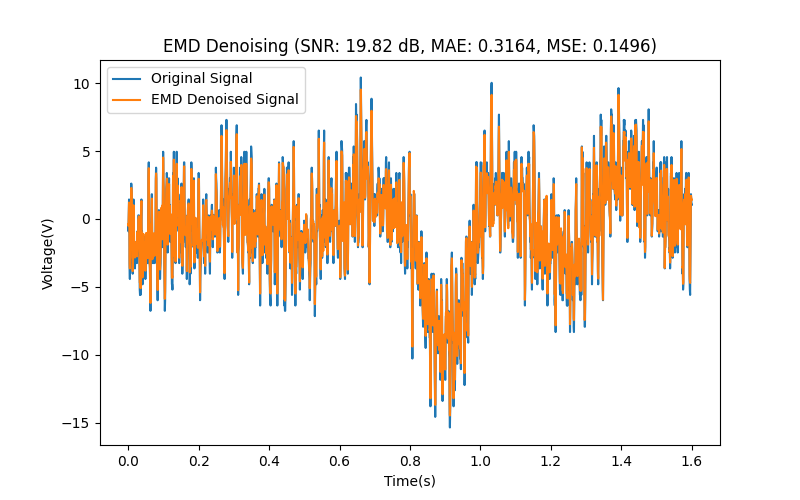 EMD Denoising (SNR: 19.82 dB, MAE: 0.3164, MSE: 0.1496)
Original Signal
EMD Denoised Signal
10
5
0
−5
−10
−15
Voltage(V)
0.0 0.2 0.4 0.6 0.8 1.0 1.2 1.4 1.6
Time(s)